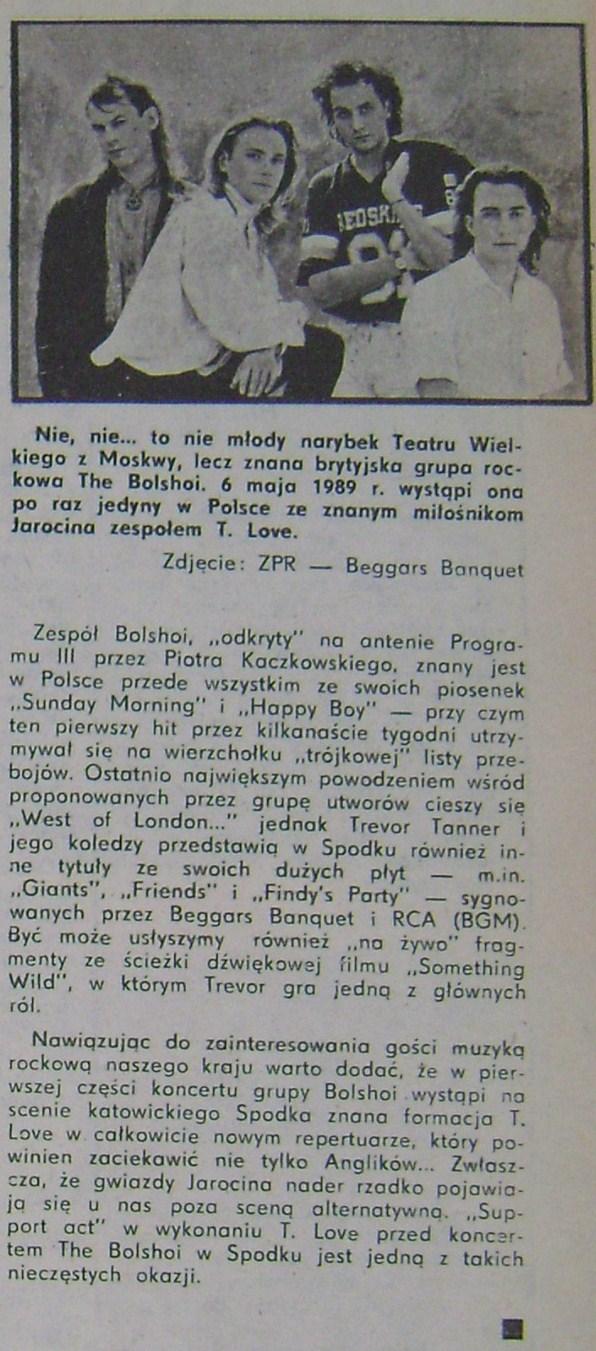 REDSKINS
Nie, nie... to nie młody narybek Teatru Wiel-
kiego z Moskwy, lecz znana brytyjska grupa roc-
kowa The Bolshoi. 6 maja 1989 r. wystąpi ona
po raz jedyny w Polsce ze znanym miłośnikom
Jarocina zespołem T. Love.
Zdjęcie: ZPR — Beggars Banquet
Zespół Bolshoi, „odkryty" na antenie Progra-
mu III przez Piotra Kaczkowskiego, znany jest
w Polsce przede wszystkim ze swoich piosenek
„Sunday Morning" i „Happy Boy" — przy czym
ten pierwszy hit przez kilkanaście tygodni utrzy-
mywał się na wierzchołku „trójkowej" listy prze-
bojów. Ostatnio największym powodzeniem wśród
proponowanych przez grupę utworów cieszy się
„West of London..." jednak Trevor Tanner i
jego koledzy przedstawią w Spodku również in-
ne tytuły ze swoich dużych płyt — m.in.
„Giants", „Friends" i „Findy's Party" — sygno-
wanych przez Beggars Banquet i RCA (BGM).
Być może usłyszymy również „na żywo" frag-
menty ze ścieżki dźwiękowej filmu „Something
Wild", w którym Trevor gra jedną z głównych
ról.
Nawiązując do zainteresowania gości muzyką
rockową naszego kraju warto dodać, że w pier-
wszej części koncertu grupy Bolshoi wystąpi na
scenie katowickiego Spodka znana formacja T.
Love w całkowicie nowym repertuarze, który po-
winien zaciekawić nie tylko Anglików... Zwłasz-
cza, że gwiazdy Jarocina nader rzadko pojawia-
ją się u nas poza sceną alternatywną. „Sup-
port act" w wykonaniu T. Love przed koncer-
tem The Bolshoi w Spodku jest jedną z takich
nieczęstych okazji.